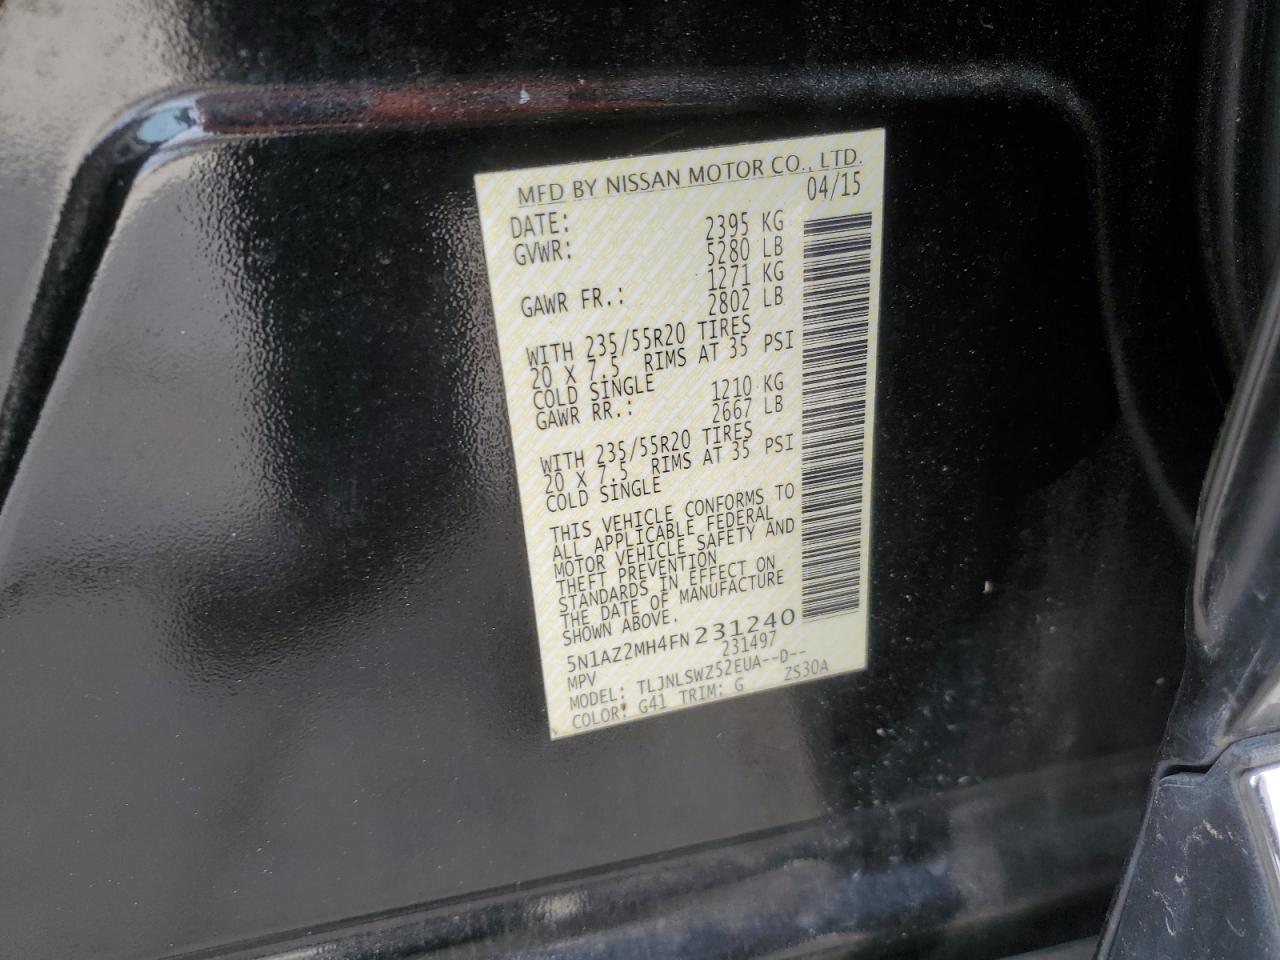 MFD BY NISSAN MOTOR CO., LTD.
DATE: 04/15
GVWR: 2395 KG
5280 LB
GAWR FR.: 1271 KG
2802 LB
WITH 235/55R20 TIRES
20 X 7.5 RIMS AT 35 PSI
COLD SINGLE
GAWR RR.: 1210 KG
2667 LB
WITH 235/55R20 TIRES
20 X 7.5 RIMS AT 35 PSI
COLD SINGLE
THIS VEHICLE CONFORMS TO
ALL APPLICABLE FEDERAL
MOTOR VEHICLE SAFETY AND
THEFT PREVENTION
STANDARDS IN EFFECT ON
THE DATE OF MANUFACTURE
SHOWN ABOVE.
5N1AZ2MH4FN231240
MPV 231497
MODEL: TLJNLSWZ52EUA--D--
COLOR: G41 TRIM: G ZS30A